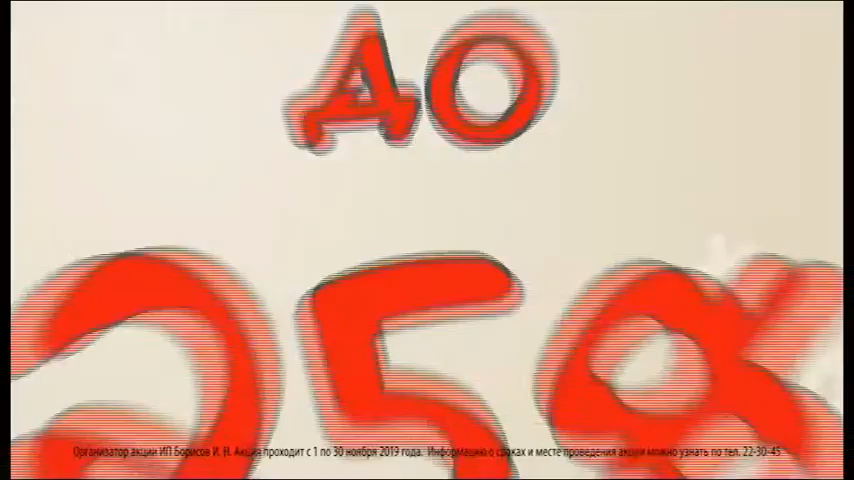 ДО
25%
Организатор акции ИП Борисов И. Н. Акция проходит с 1 по 30 ноября 2019 года. Информацию о сроках и месте проведения акции можно узнать по тел. 22-30-45